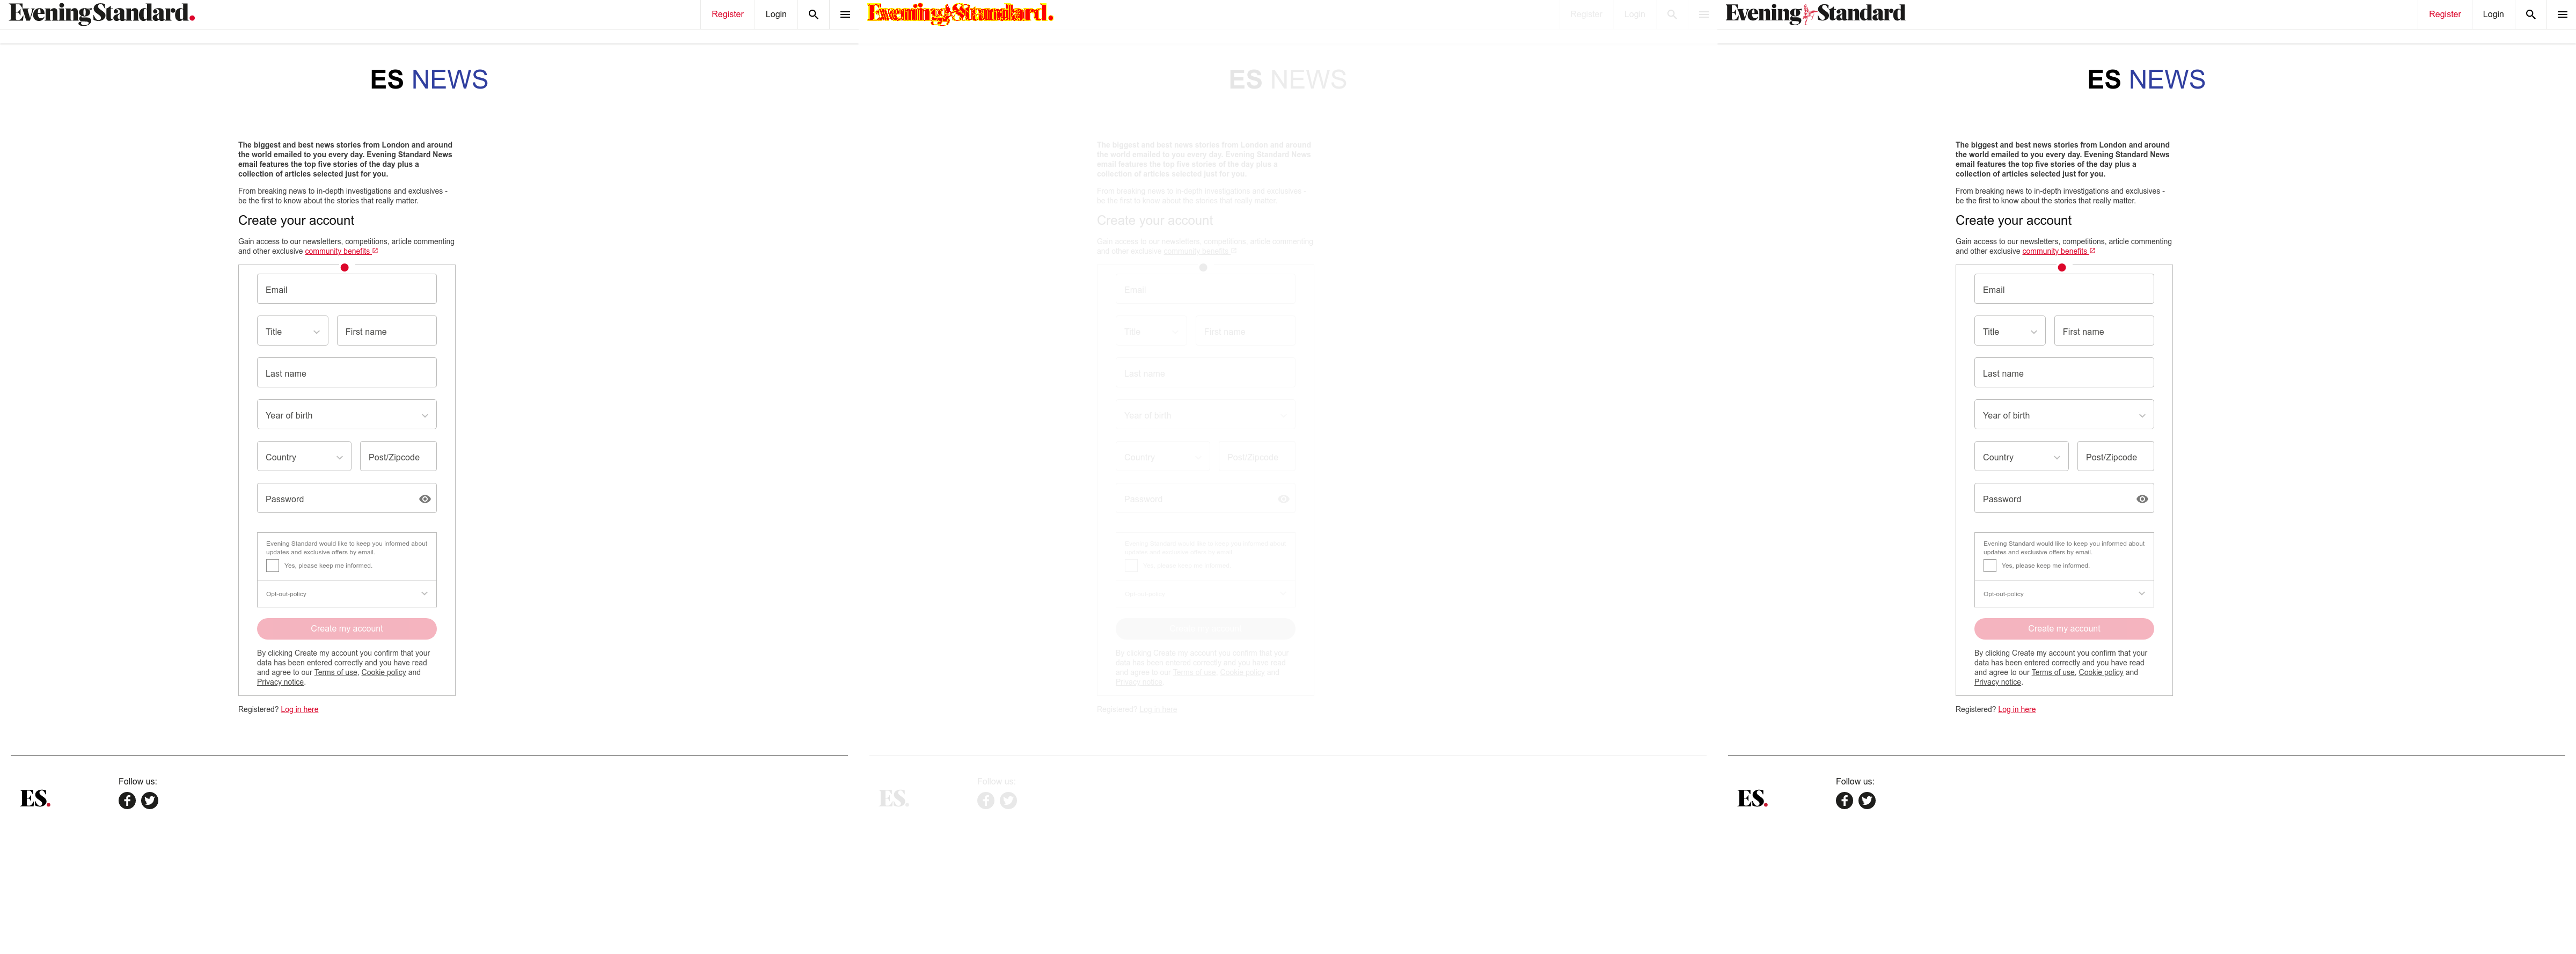 Evening Standard.
Register
Login
ES NEWS
The biggest and best news stories from London and around
the world emailed to you every day. Evening Standard News
email features the top five stories of the day plus a
collection of articles selected just for you.
From breaking news to in-depth investigations and exclusives -
be the first to know about the stories that really matter.
Create your account
Gain access to our newsletters, competitions, article commenting
and other exclusive community benefits
Email
Title
First name
Last name
Year of birth
Country
Post/Zipcode
Password
Evening Standard would like to keep you informed about
updates and exclusive offers by email.
Yes, please keep me informed.
Opt-out-policy
Create my account
By clicking Create my account you confirm that your
data has been entered correctly and you have read
and agree to our Terms of use, Cookie policy and
Privacy notice.
Registered? Log in here
ES.
Follow us:
Evening Standard.
Register
Login
ES NEWS
The biggest and best news stories from London and around
the world emailed to you every day. Evening Standard News
email features the top five stories of the day plus a
collection of articles selected just for you.
From breaking news to in-depth investigations and exclusives -
be the first to know about the stories that really matter.
Create your account
Gain access to our newsletters, competitions, article commenting
and other exclusive community benefits
Email
Title
First name
Last name
Year of birth
Country
Post/Zipcode
Password
Evening Standard would like to keep you informed about
updates and exclusive offers by email.
Yes, please keep me informed.
Opt-out-policy
Create my account
By clicking Create my account you confirm that your
data has been entered correctly and you have read
and agree to our Terms of use, Cookie policy and
Privacy notice.
Registered? Log in here
ES.
Follow us:
Evening Standard
Register
Login
ES NEWS
The biggest and best news stories from London and around
the world emailed to you every day. Evening Standard News
email features the top five stories of the day plus a
collection of articles selected just for you.
From breaking news to in-depth investigations and exclusives -
be the first to know about the stories that really matter.
Create your account
Gain access to our newsletters, competitions, article commenting
and other exclusive community benefits
Email
Title
First name
Last name
Year of birth
Country
Post/Zipcode
Password
Evening Standard would like to keep you informed about
updates and exclusive offers by email.
Yes, please keep me informed.
Opt-out-policy
Create my account
By clicking Create my account you confirm that your
data has been entered correctly and you have read
and agree to our Terms of use, Cookie policy and
Privacy notice.
Registered? Log in here
ES.
Follow us: